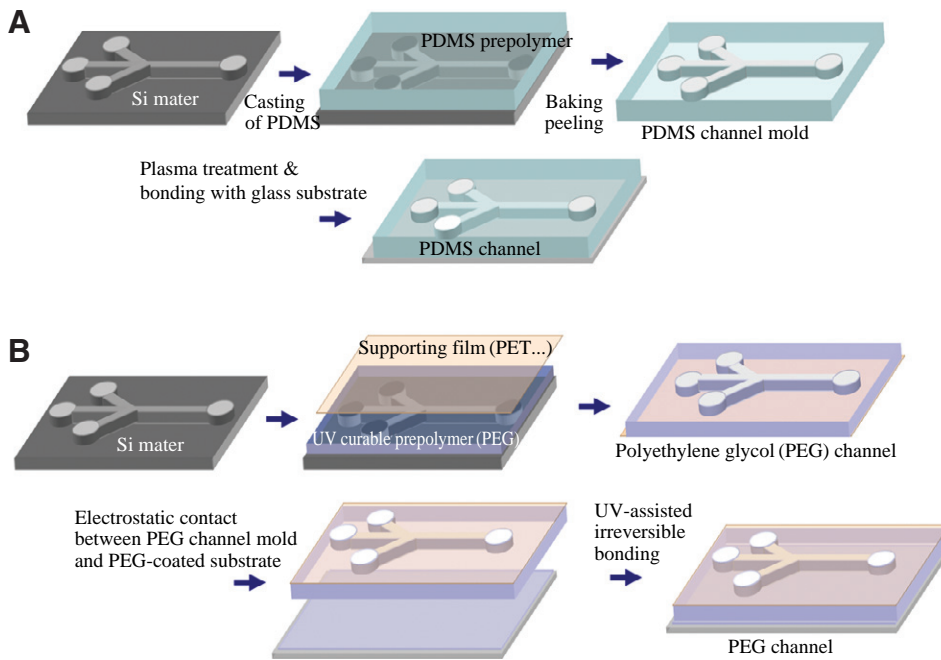 A
Si mater
Casting
of PDMS
PDMS prepolymer
Baking
peeling
PDMS channel mold
Plasma treatment &
bonding with glass substrate
PDMS channel
B
Si mater
Supporting film (PET...)
UV curable prepolymer (PEG)
Polyethylene glycol (PEG) channel
Electrostatic contact
between PEG channel mold
and PEG-coated substrate
UV-assisted
irreversible
bonding
PEG channel